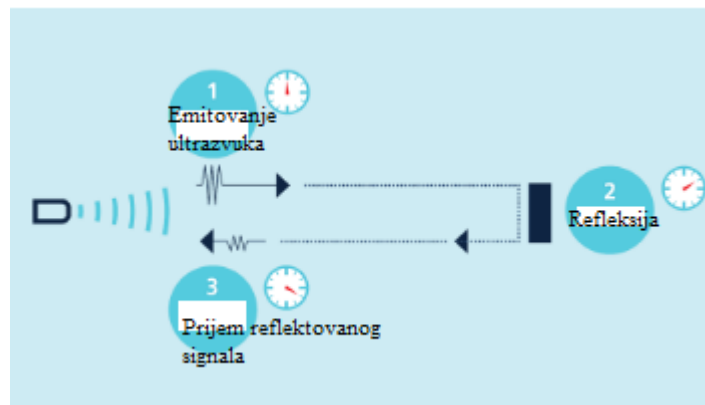 1
Emitovanje
ultrazvuka
2
Refleksija
3
Prijem reflektovanog
signala